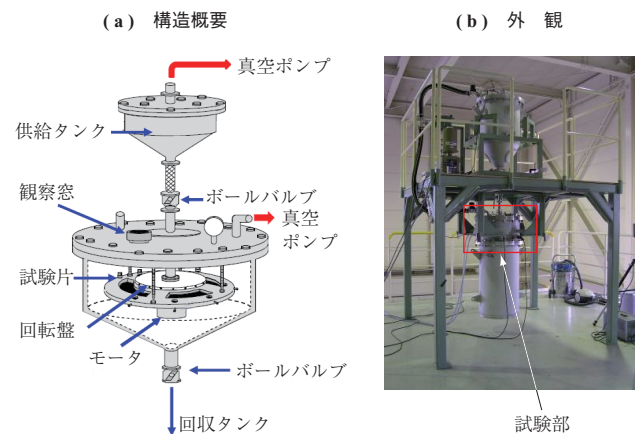 ( a ) 構造概要
( b ) 外 観
真空ポンプ
供給タンク
ボールバルブ
観察窓
真空
ポンプ
試験片
回転盤
モータ
ボールバルブ
回収タンク
試験部